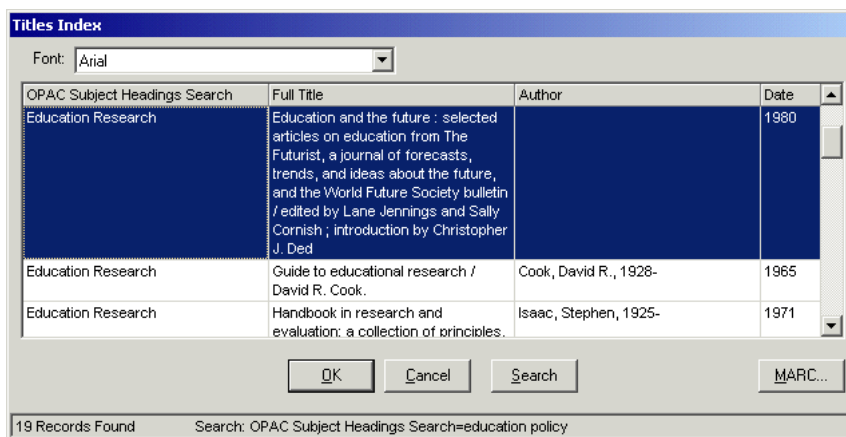 Titles Index
Font: Arial
OPAC Subject Headings Search Full Title Author Date
Education Research Education and the future : selected 1980
articles on education from The
Futurist, a journal of forecasts,
trends, and ideas about the future,
and the World Future Society bulletin
/ edited by Lane Jennings and Sally
Cornish ; introduction by Christopher
J. Ded
Education Research Guide to educational research / Cook, David R., 1928- 1965
David R. Cook.
Education Research Handbook in research and Isaac, Stephen, 1925- 1971
evaluation; a collection of principles,
OK Cancel Search MARC...
19 Records Found Search: OPAC Subject Headings Search=education policy